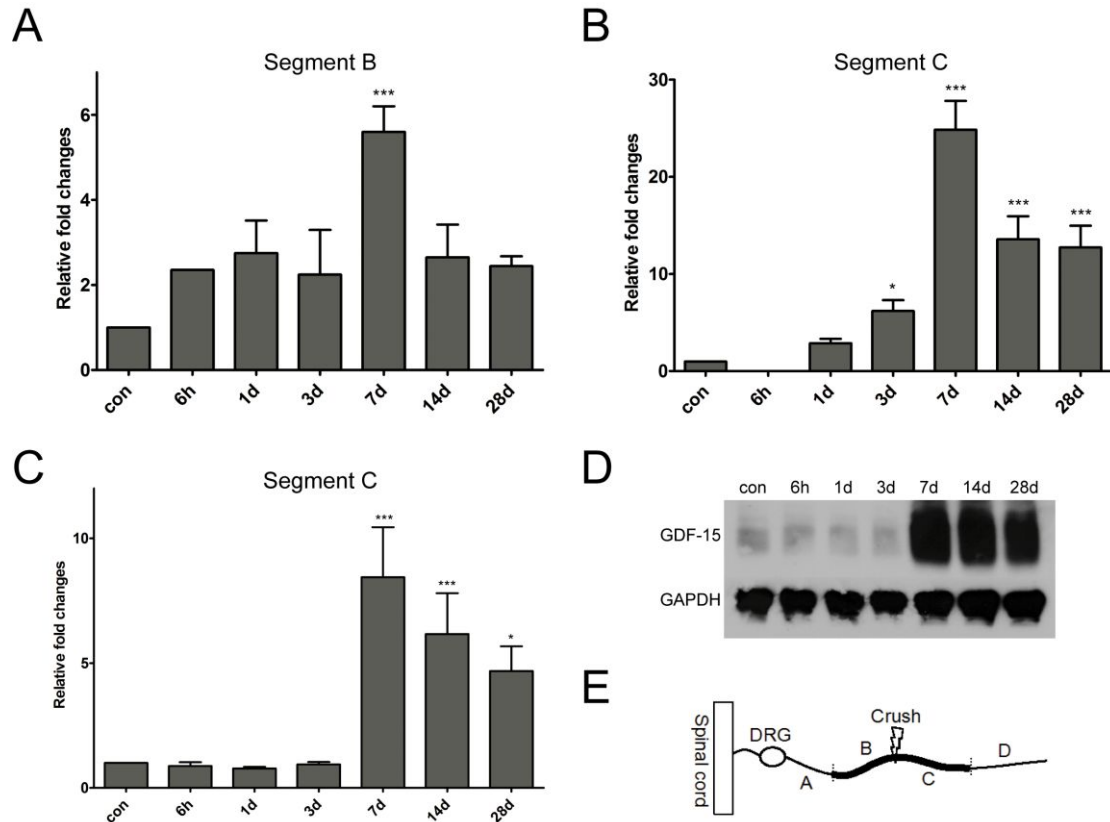 A
Segment B
Relative fold changes
6
4
2
0
***
con 6h 1d 3d 7d 14d 28d
B
Segment C
Relative fold changes
30
20
10
0
*
***
***
***
con 6h 1d 3d 7d 14d 28d
C
Segment C
Relative fold changes
10
5
0
***
***
*
con 6h 1d 3d 7d 14d 28d
D
con 6h 1d 3d 7d 14d 28d
GDF-15
GAPDH
E
Spinal cord
DRG
A
B
Crush
C
D